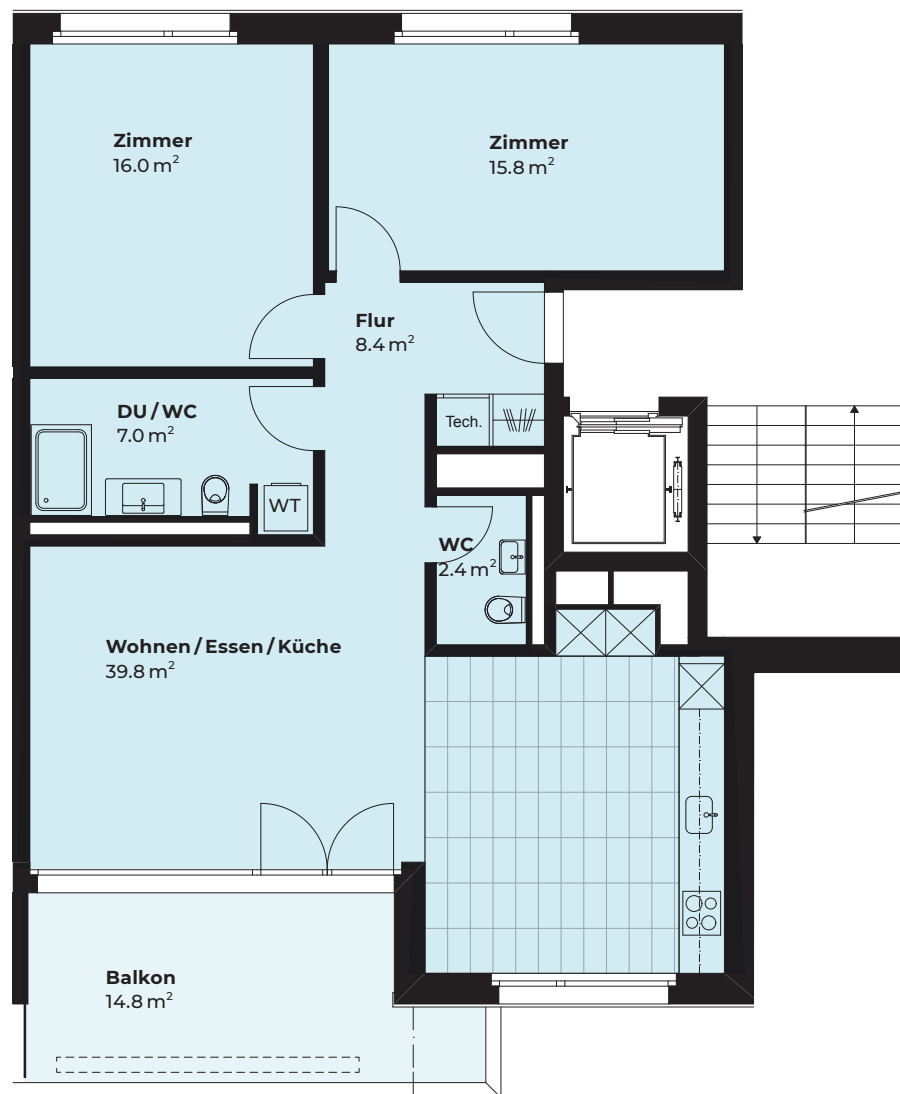 Zimmer
16.0 m²
Zimmer
15.8 m²
Flur
8.4 m²
DU / WC
7.0 m²
Tech.
WT
WC
2.4 m²
Wohnen / Essen / Küche
39.8 m²
Balkon
14.8 m²